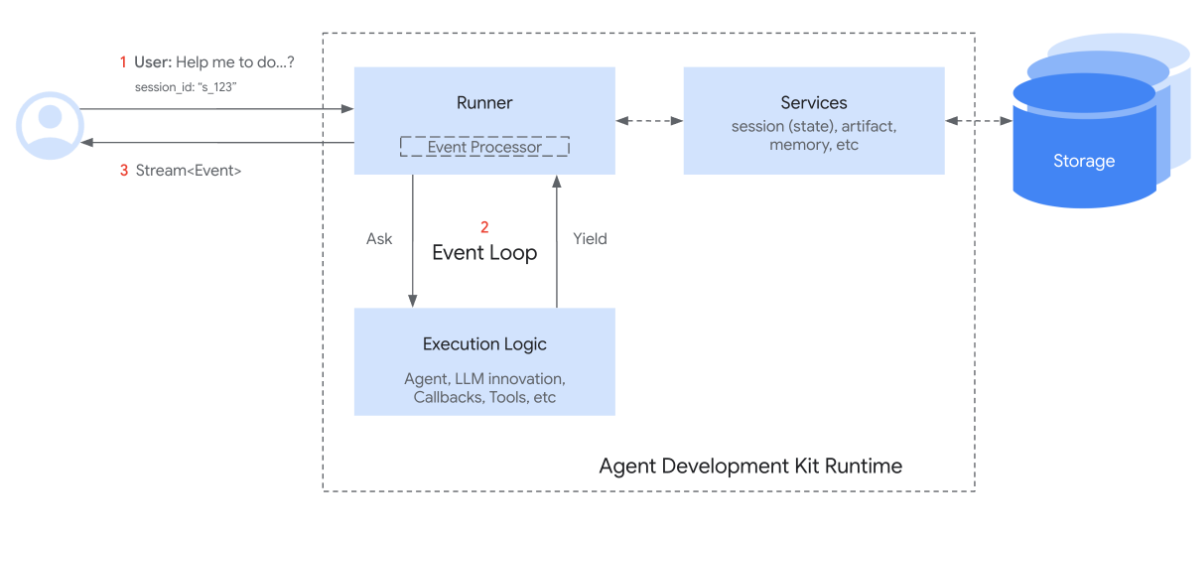 1 User: Help me to do...?
session_id: “s_123”
3 Stream<Event>
Runner
Event Processor
Services
session (state), artifact,
memory, etc
Storage
Ask
2
Event Loop
Yield
Execution Logic
Agent, LLM innovation,
Callbacks, Tools, etc
Agent Development Kit Runtime